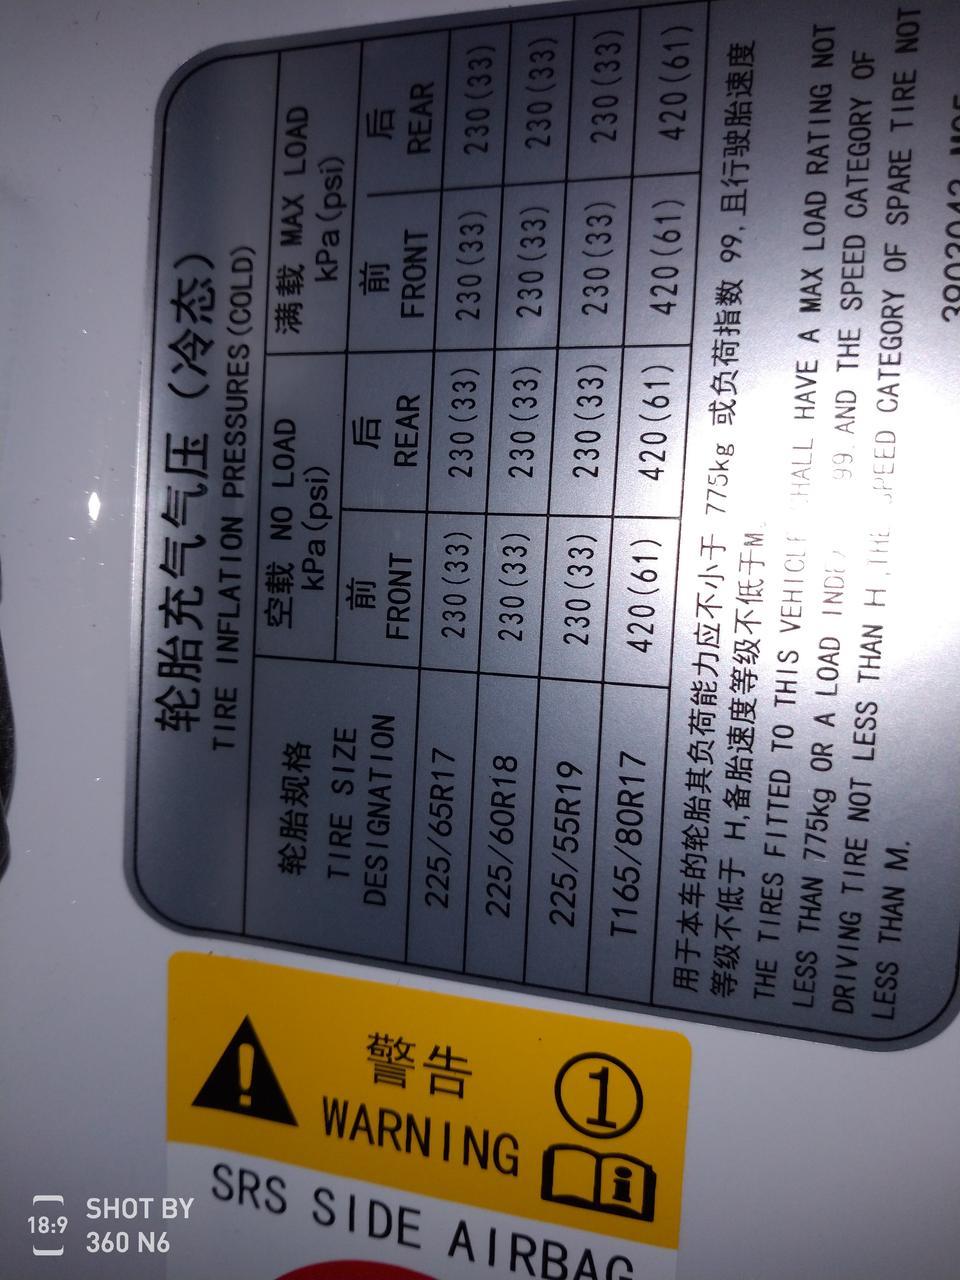 轮胎充气气压（冷态）
TIRE INFLATION PRESSURES(COLD)
轮胎规格
TIRE SIZE
DESIGNATION
空载 NO LOAD
kPa(psi)
满载 MAX LOAD
kPa(psi)
前
FRONT
后
REAR
前
FRONT
后
REAR
225/65R17 230(33) 230(33) 230(33) 230(33)
225/60R18 230(33) 230(33) 230(33) 230(33)
225/55R19 230(33) 230(33) 230(33) 230(33)
T165/80R17 420(61) 420(61) 420(61) 420(61)
用于本车的轮胎其负荷能力应不小于 775kg 或负荷指数 99,且行驶胎速度
等级不低于 H,备胎速度等级不低于M.
THE TIRES FITTED TO THIS VEHICLE SHALL HAVE A MAX LOAD RATING NOT
LESS THAN 775kg OR A LOAD INDEX 99 AND THE SPEED CATEGORY OF
DRIVING TIRE NOT LESS THAN H ,THE SPEED CATEGORY OF SPARE TIRE NOT
LESS THAN M.
警告
WARNING
1
i
SRS SIDE AIRBAG
18:9
SHOT BY
360 N6